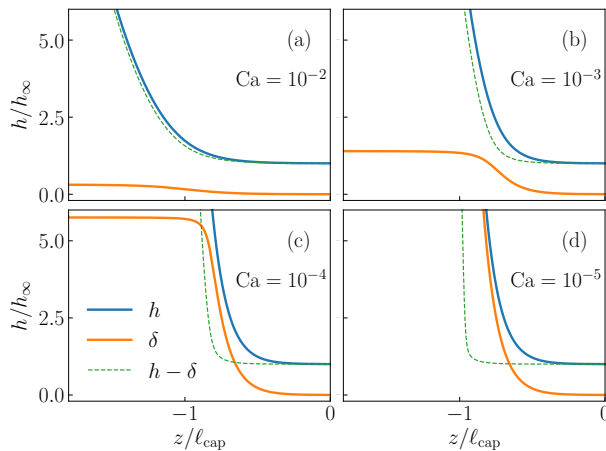 5.0
2.5
0.0
h/h∞
(a)
Ca = 10⁻²
(b)
Ca = 10⁻³
5.0
2.5
0.0
h/h∞
(c)
Ca = 10⁻⁴
h
δ
h − δ
(d)
Ca = 10⁻⁵
−1
0
−1
0
z/ℓcap
z/ℓcap